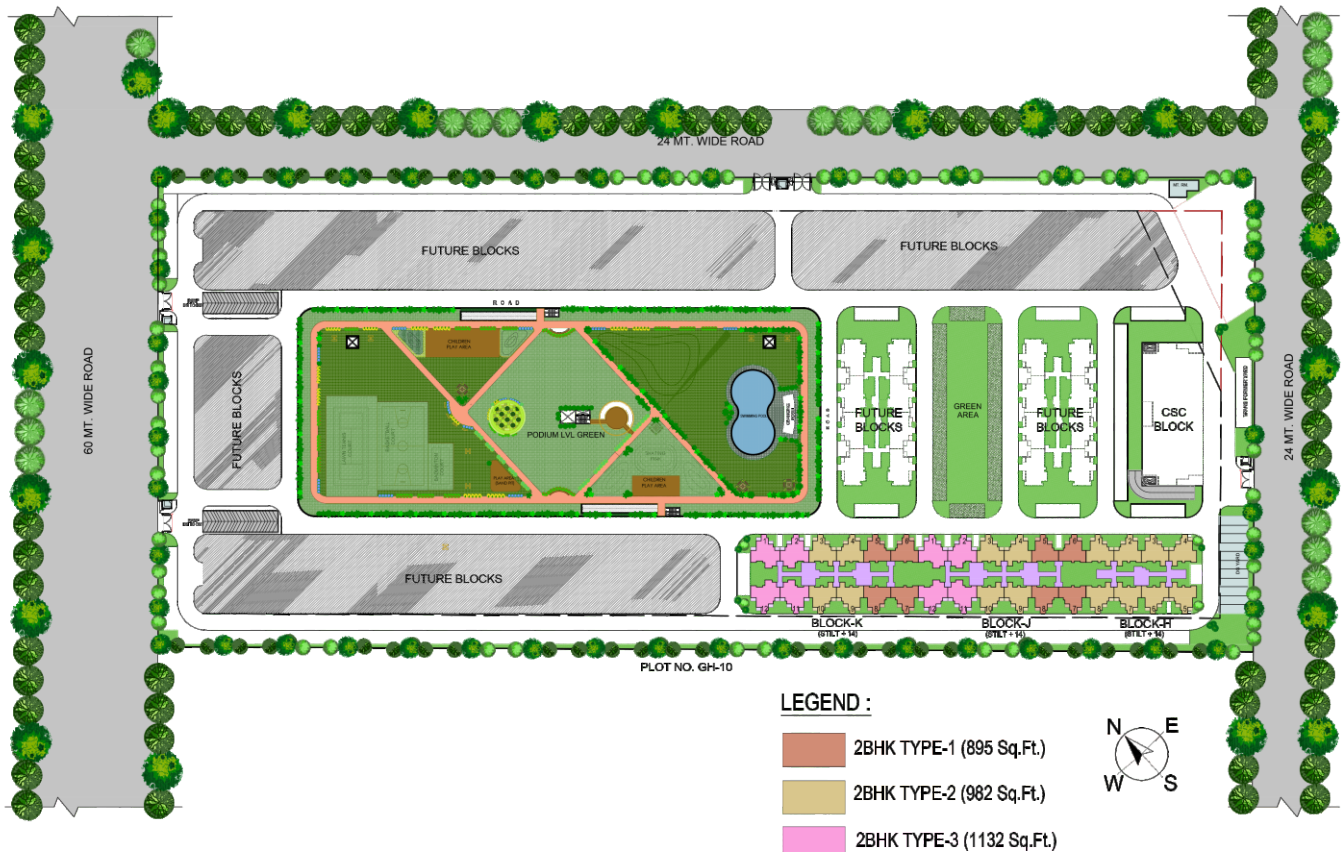 24 MT. WIDE ROAD
60 MT. WIDE ROAD
24 MT. WIDE ROAD
FUTURE BLOCKS
FUTURE BLOCKS
ROAD
FUTURE BLOCKS
CHILDREN
PLAY AREA
PODIUM LVL GREEN
SWIMMING POOL
CHILDREN
PLAY AREA
ROAD
FUTURE
BLOCKS
GREEN
AREA
FUTURE
BLOCKS
CSC
BLOCK
FUTURE BLOCKS
BLOCK-K
(STILT + 14)
BLOCK-J
(STILT + 14)
BLOCK-H
(STILT + 14)
PLOT NO. GH-10
LEGEND :
2BHK TYPE-1 (895 Sq.Ft.)
2BHK TYPE-2 (982 Sq.Ft.)
2BHK TYPE-3 (1132 Sq.Ft.)
N
E
W
S